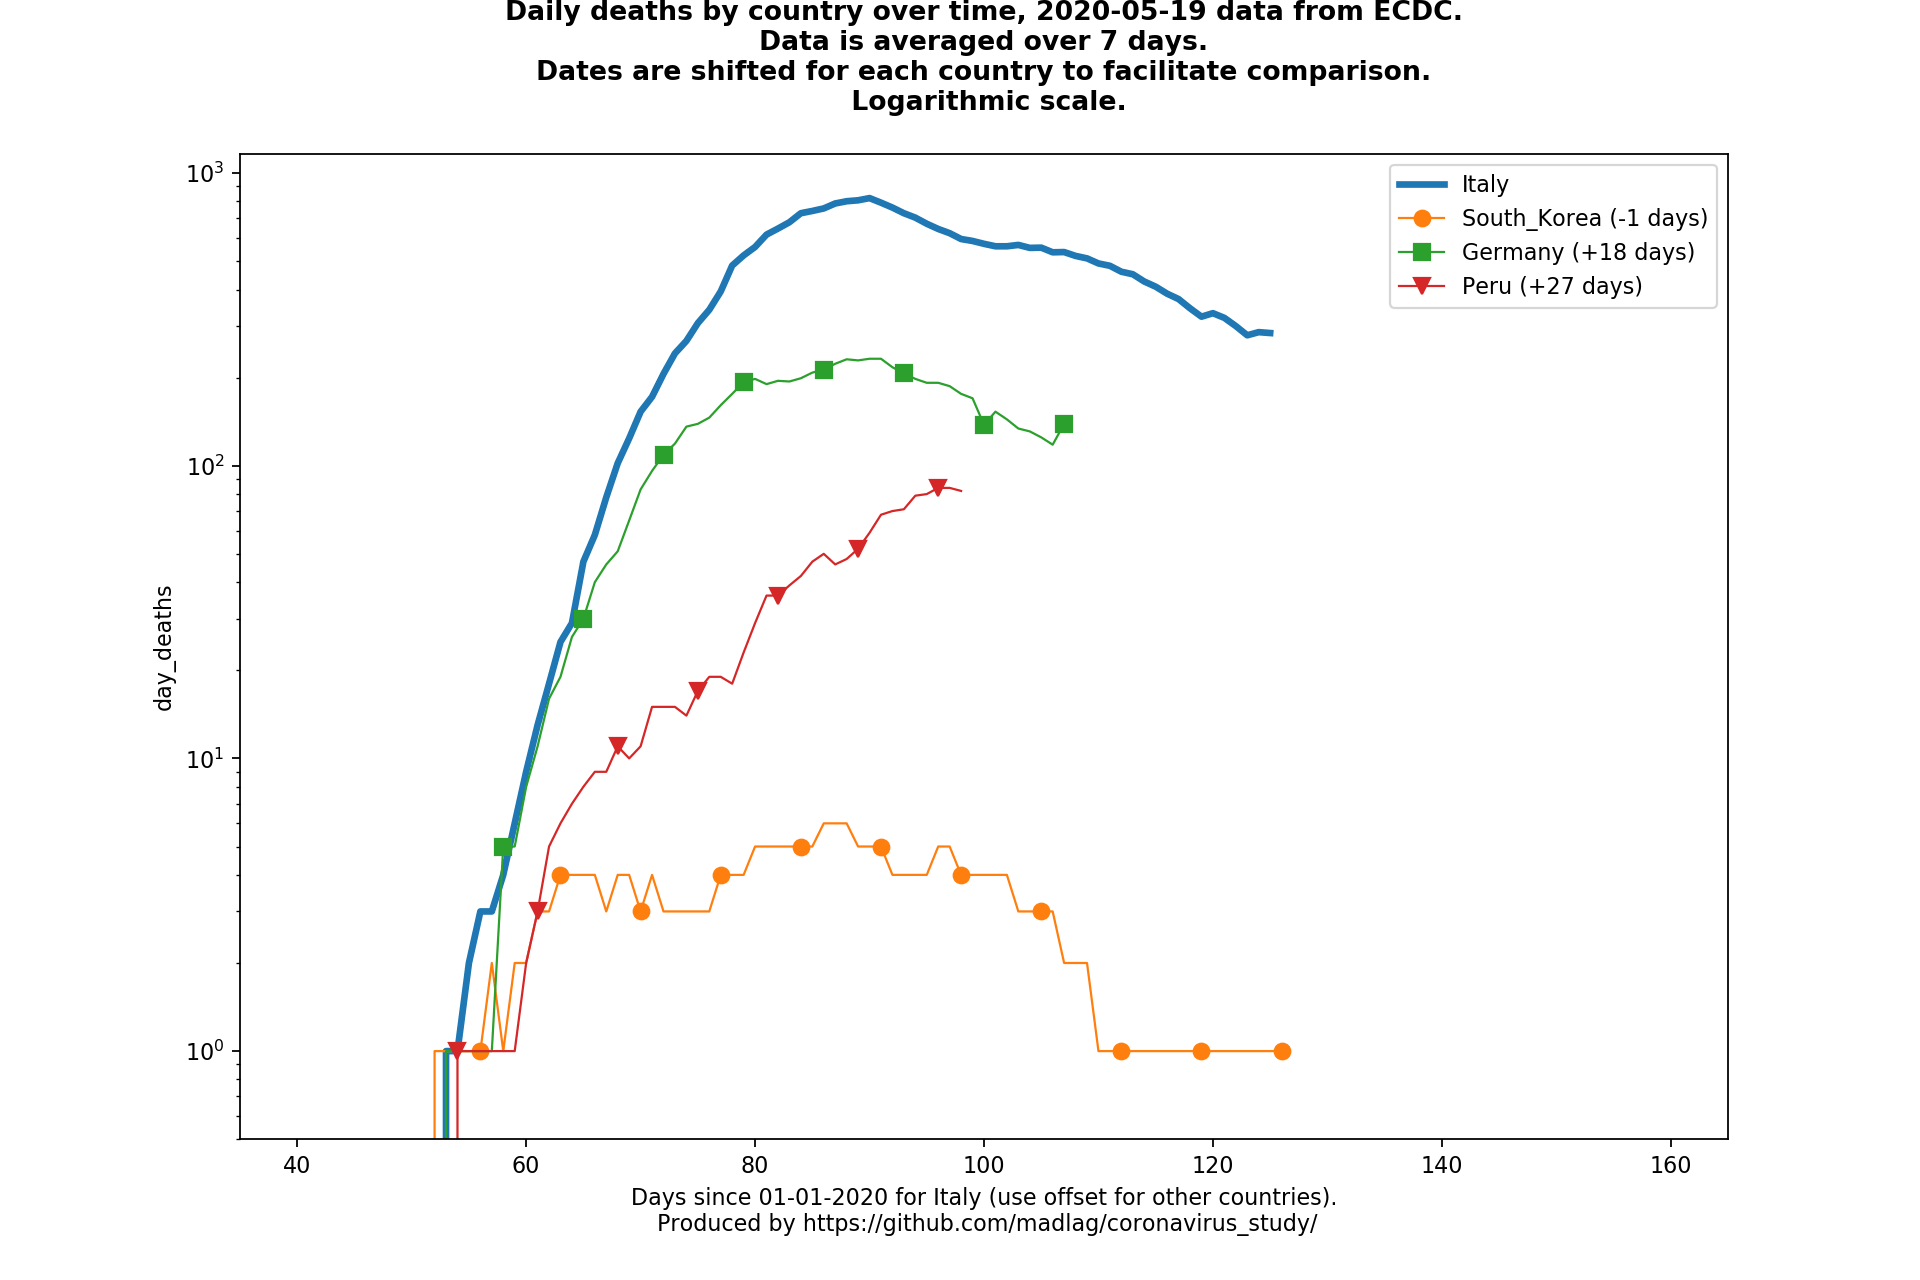 Daily deaths by country over time, 2020-05-19 data from ECDC.
Data is averaged over 7 days.
Dates are shifted for each country to facilitate comparison.
Logarithmic scale.
10³
10²
10¹
10⁰
day_deaths
Italy
South_Korea (-1 days)
Germany (+18 days)
Peru (+27 days)
40 60 80 100 120 140 160
Days since 01-01-2020 for Italy (use offset for other countries).
Produced by https://github.com/madlag/coronavirus_study/